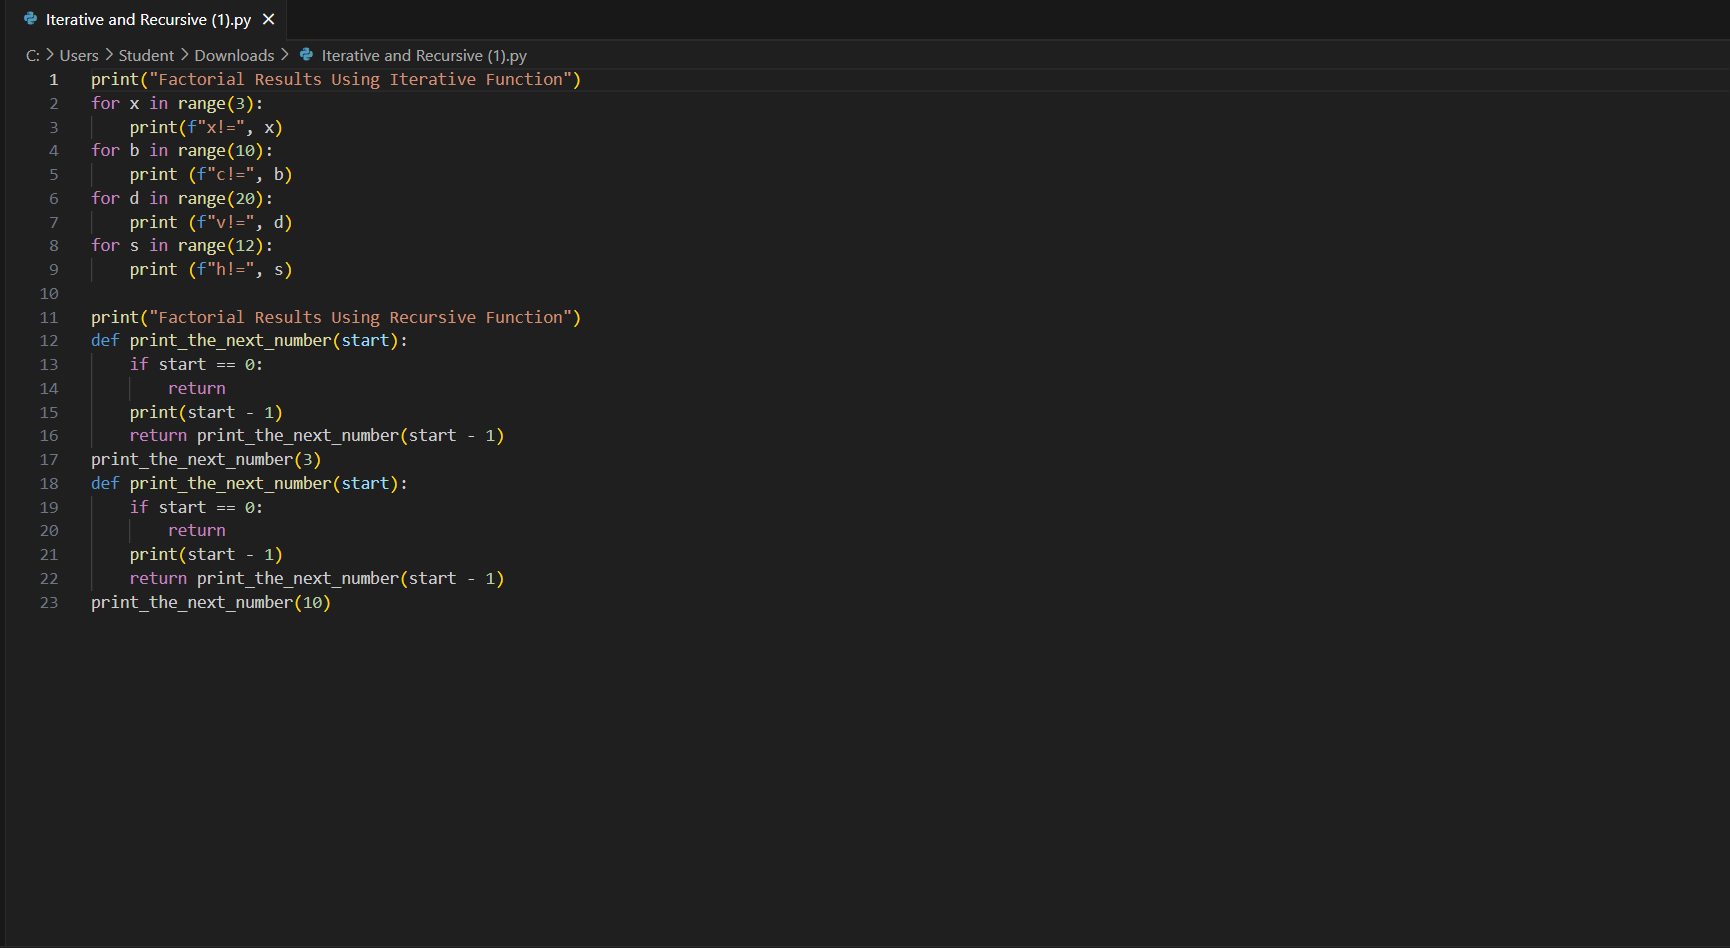 Iterative and Recursive (1).py
C: > Users > Student > Downloads > Iterative and Recursive (1).py
1 print("Factorial Results Using Iterative Function")
2 for x in range(3):
3     print(f"x!=", x)
4 for b in range(10):
5     print (f"c!=", b)
6 for d in range(20):
7     print (f"v!=", d)
8 for s in range(12):
9     print (f"h!=", s)
10
11 print("Factorial Results Using Recursive Function")
12 def print_the_next_number(start):
13     if start == 0:
14         return
15     print(start - 1)
16     return print_the_next_number(start - 1)
17 print_the_next_number(3)
18 def print_the_next_number(start):
19     if start == 0:
20         return
21     print(start - 1)
22     return print_the_next_number(start - 1)
23 print_the_next_number(10)